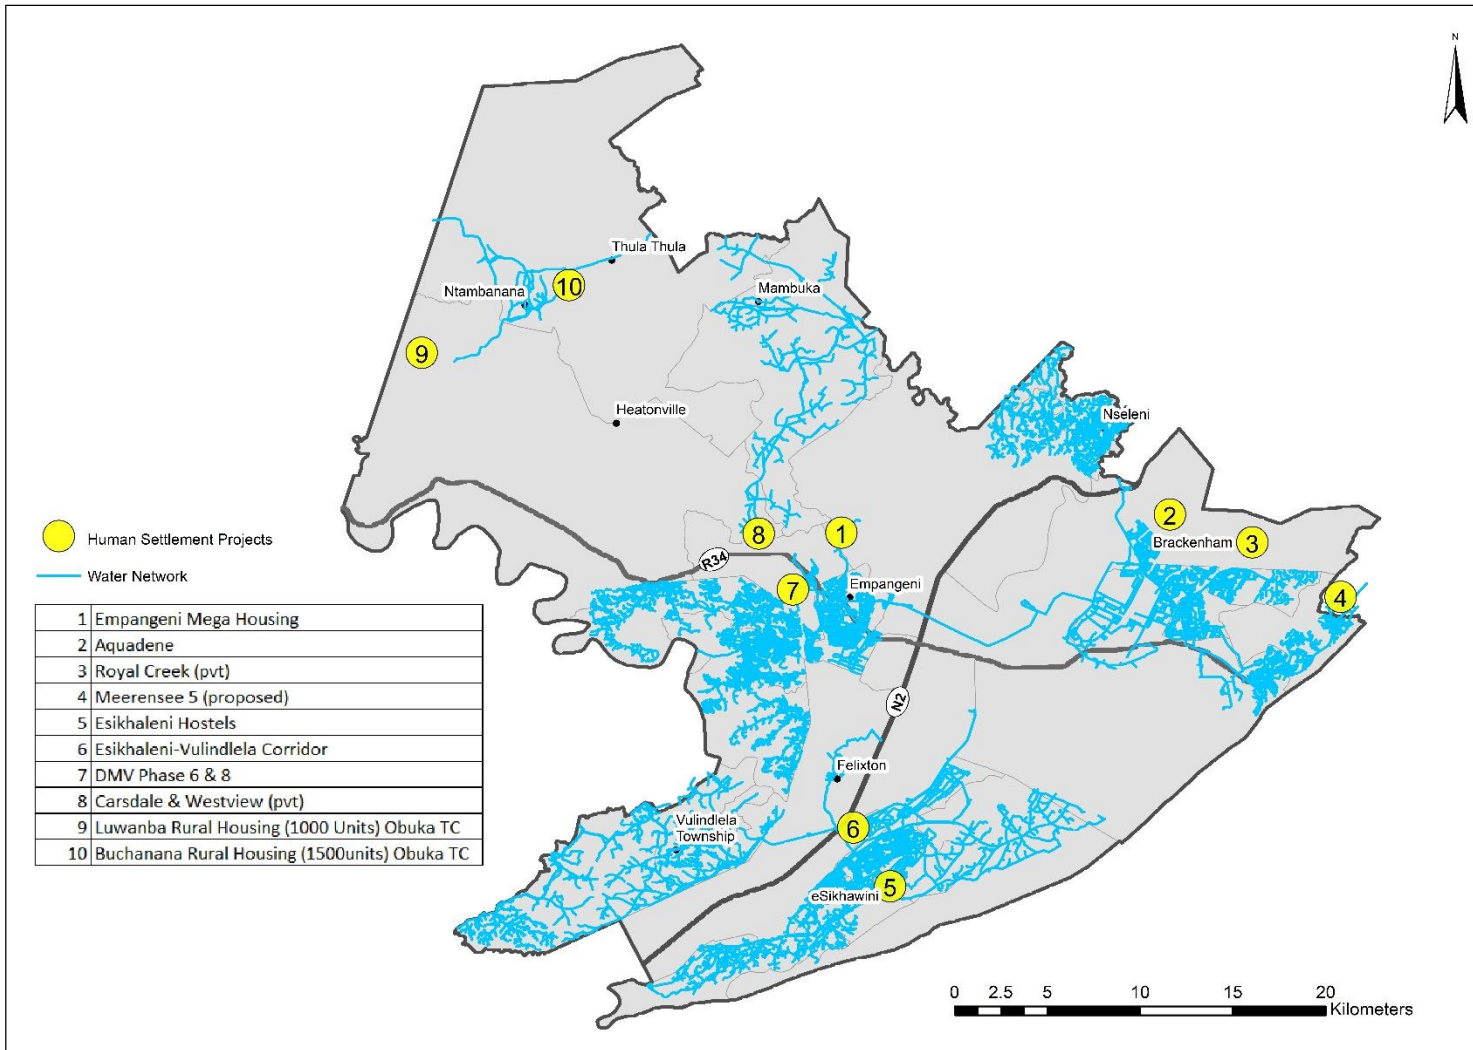 N
Thula Thula
10
Ntambanana
Mambuka
9
Heatonville
Nseleni
2
8
1
Brackenham
3
Human Settlement Projects
R34
Water Network
7
Empangeni
4
1 Empangeni Mega Housing
2 Aquadene
3 Royal Creek (pvt)
4 Meerensee 5 (proposed)
5 Esikhaleni Hostels
6 Esikhaleni-Vulindlela Corridor
7 DMV Phase 6 & 8
8 Carsdale & Westview (pvt)
9 Luwanba Rural Housing (1000 Units) Obuka TC
10 Buchanana Rural Housing (1500units) Obuka TC
N2
Felixton
Vulindlela
Township
6
5
eSikhawini
0 2.5 5 10 15 20
Kilometers